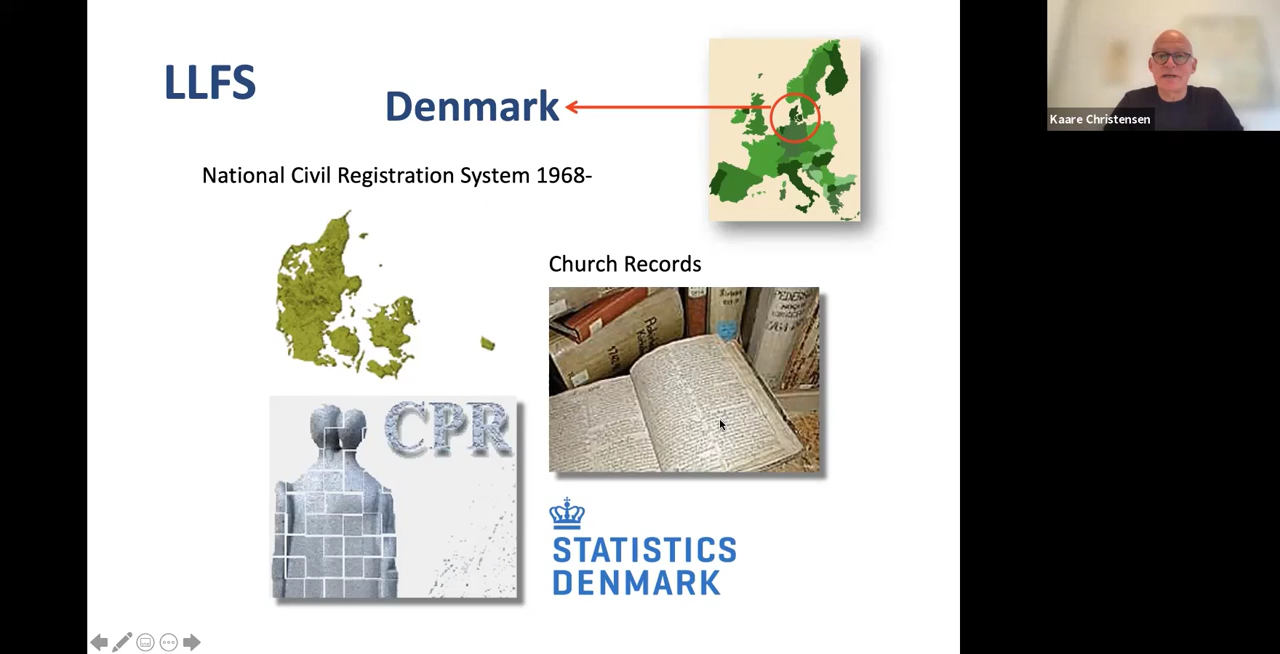 LLFS
Denmark
National Civil Registration System 1968-
Church Records
CPR
STATISTICS
DENMARK
Kaare Christensen